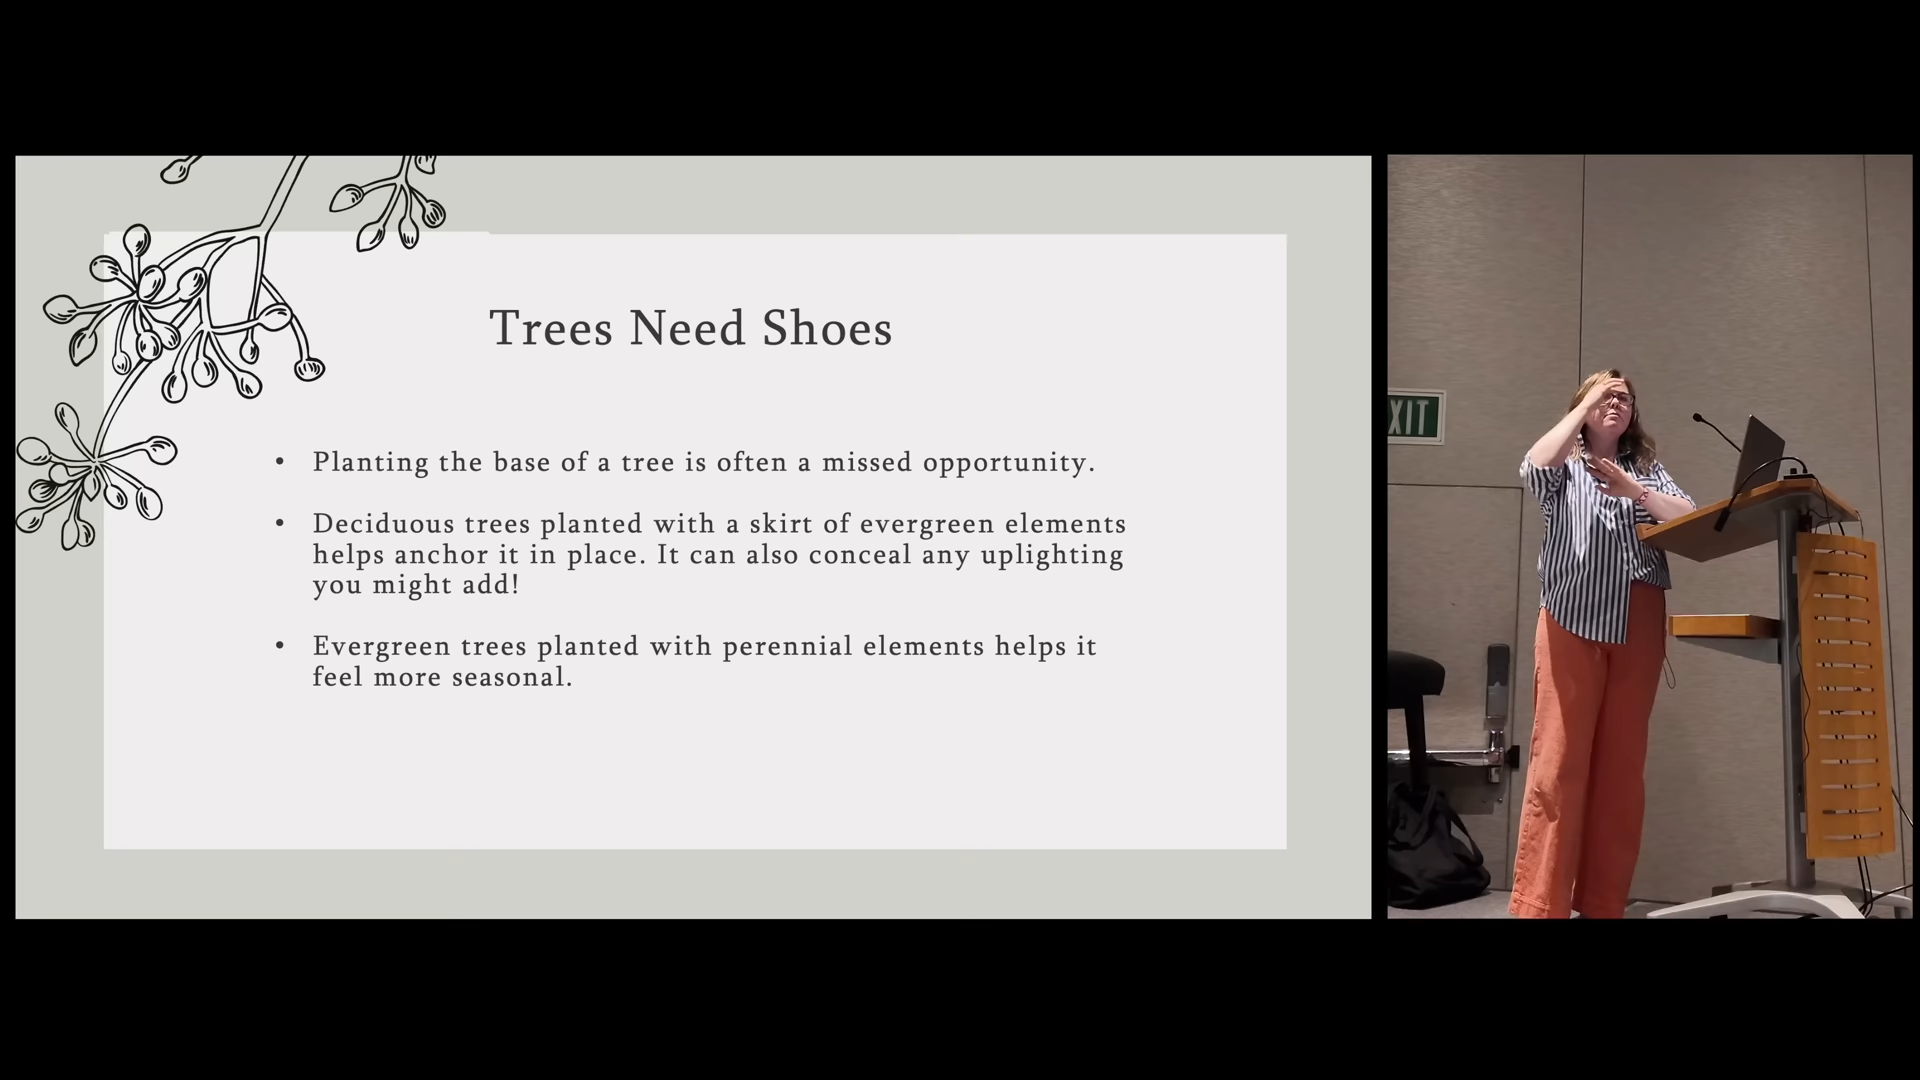 Trees Need Shoes
• Planting the base of a tree is often a missed opportunity.
• Deciduous trees planted with a skirt of evergreen elements
helps anchor it in place. It can also conceal any uplighting
you might add!
• Evergreen trees planted with perennial elements helps it
feel more seasonal.
XIT